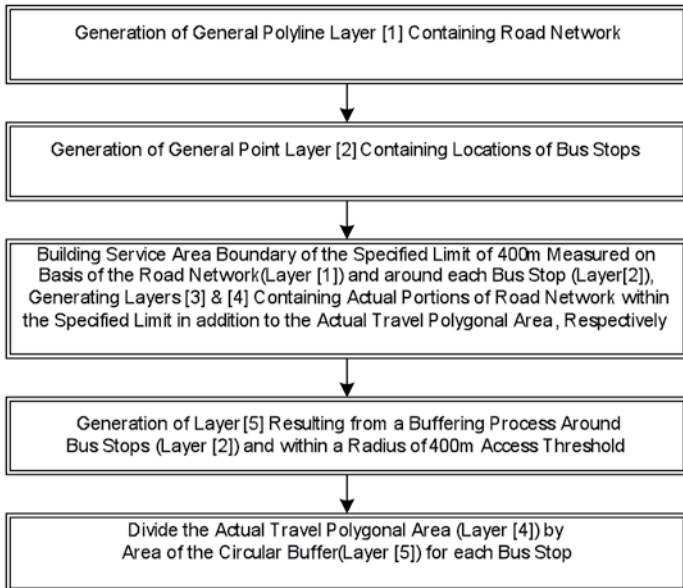 Generation of General Polyline Layer [1] Containing Road Network
Generation of General Point Layer [2] Containing Locations of Bus Stops
Building Service Area Boundary of the Specified Limit of 400m Measured on
Basis of the Road Network(Layer [1]) and around each Bus Stop (Layer[2]),
Generating Layers [3] & [4] Containing Actual Portions of Road Network within
the Specified Limit in addition to the Actual Travel Polygonal Area, Respectively
Generation of Layer [5] Resulting from a Buffering Process Around
Bus Stops (Layer [2]) and within a Radius of 400m Access Threshold
Divide the Actual Travel Polygonal Area (Layer [4]) by
Area of the Circular Buffer(Layer [5]) for each Bus Stop